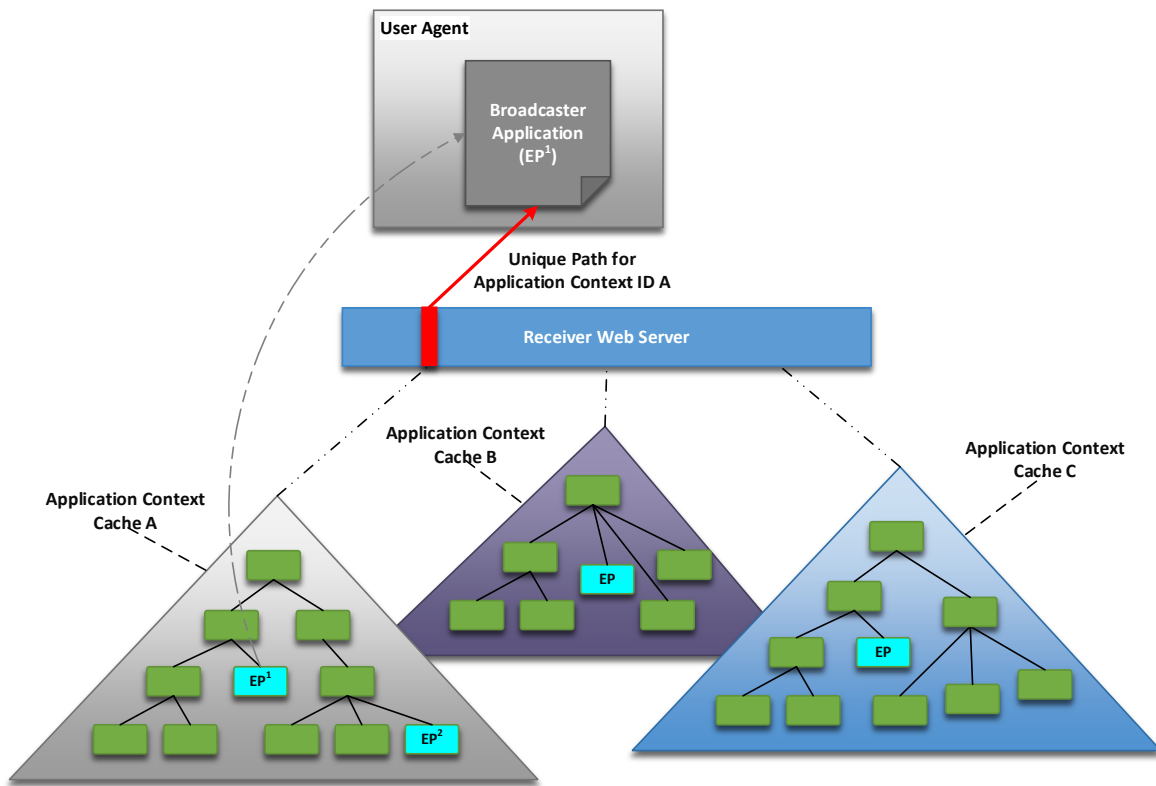 User Agent
Broadcaster
Application
(EP¹)
Unique Path for
Application Context ID A
Receiver Web Server
Application Context
Cache B
Application Context
Cache C
Application Context
Cache A
EP
EP
EP¹
EP²